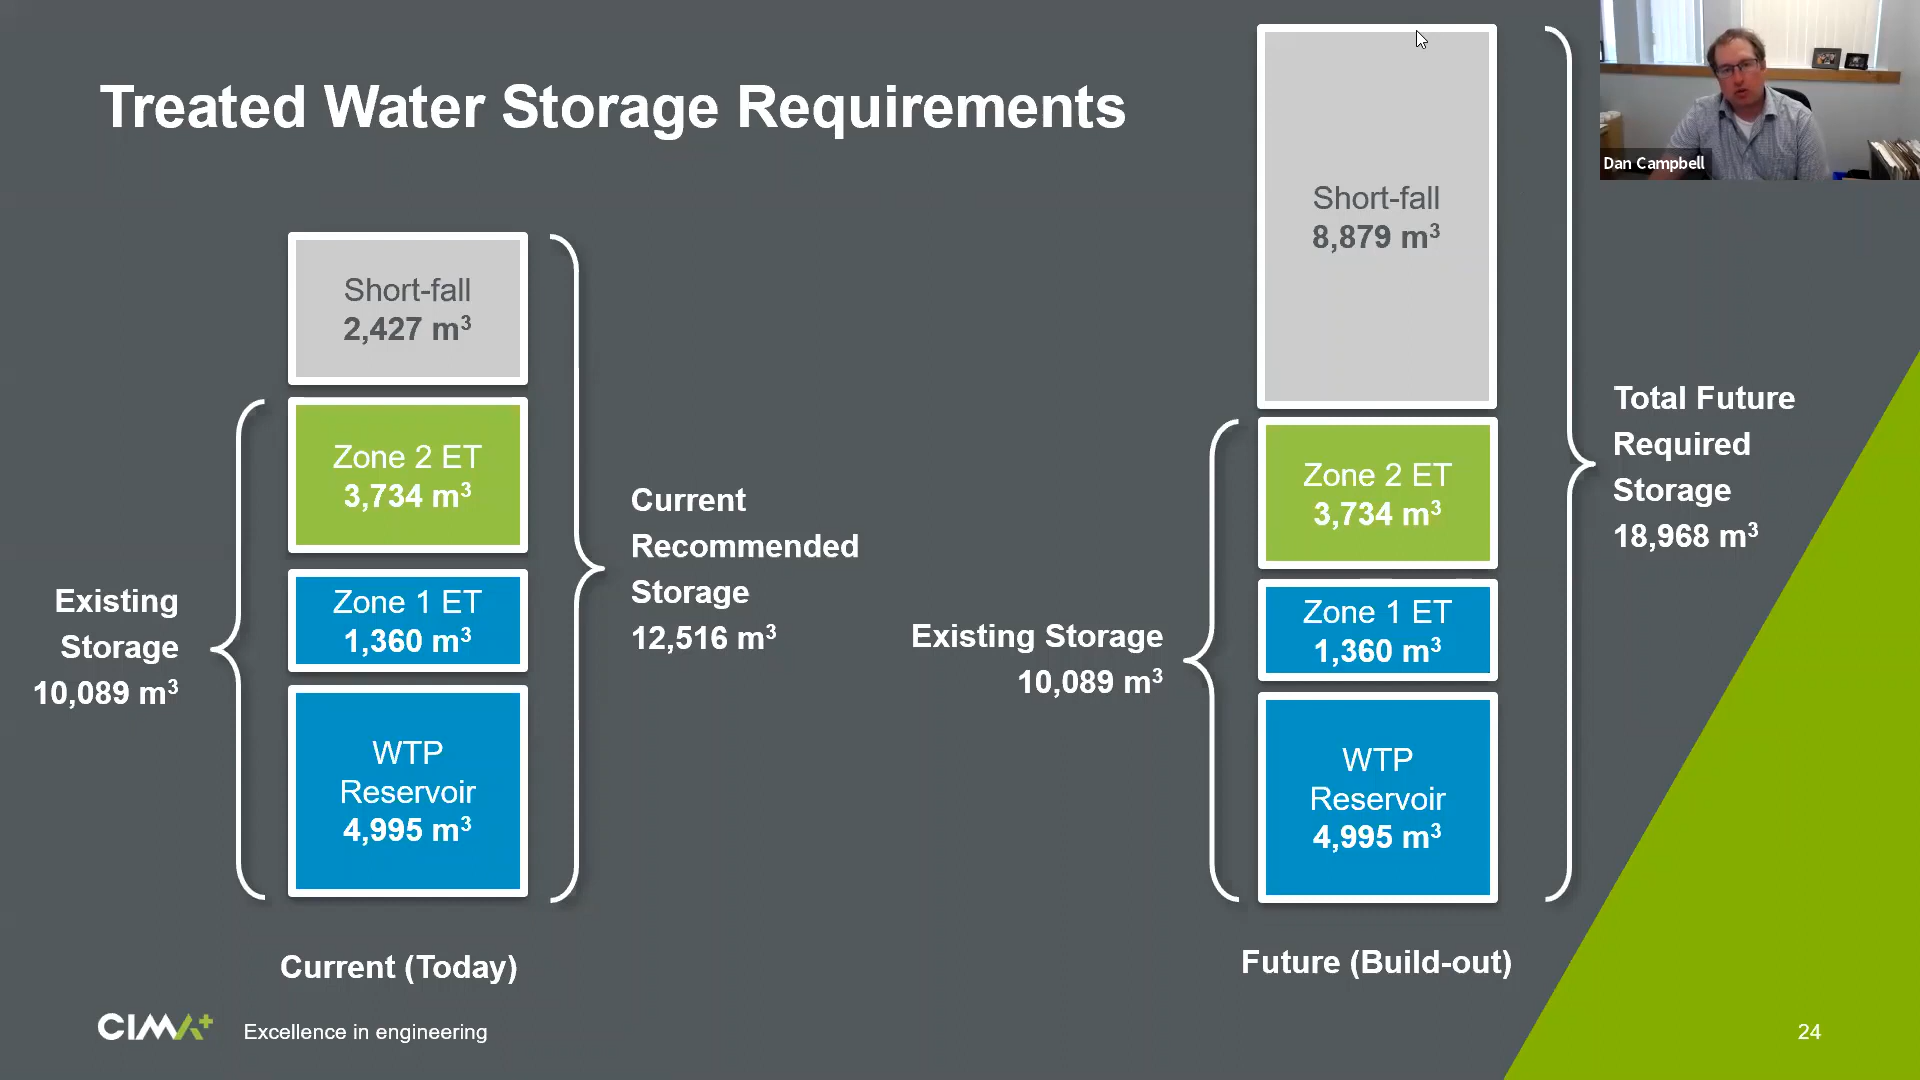 Treated Water Storage Requirements
Dan Campbell
Short-fall
2,427 m³
Zone 2 ET
3,734 m³
Zone 1 ET
1,360 m³
WTP
Reservoir
4,995 m³
Existing
Storage
10,089 m³
Current
Recommended
Storage
12,516 m³
Current (Today)
Short-fall
8,879 m³
Zone 2 ET
3,734 m³
Zone 1 ET
1,360 m³
WTP
Reservoir
4,995 m³
Existing Storage
10,089 m³
Total Future
Required
Storage
18,968 m³
Future (Build-out)
CIMA+
Excellence in engineering
24